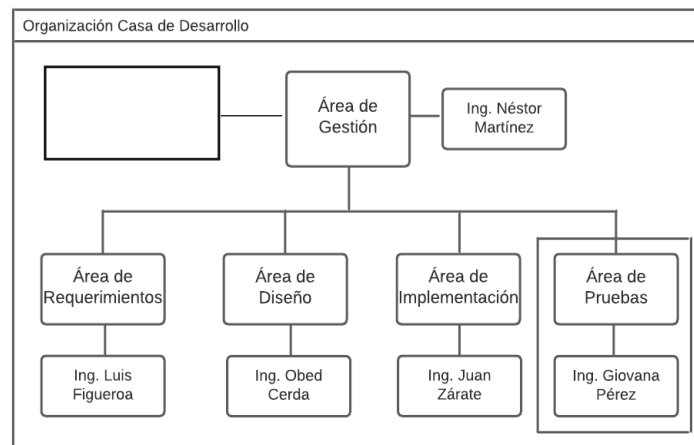 Organización Casa de Desarrollo
Área de
Gestión
Ing. Néstor
Martínez
Área de
Requerimientos
Área de
Diseño
Área de
Implementación
Área de
Pruebas
Ing. Luis
Figueroa
Ing. Obed
Cerda
Ing. Juan
Zárate
Ing. Giovana
Pérez